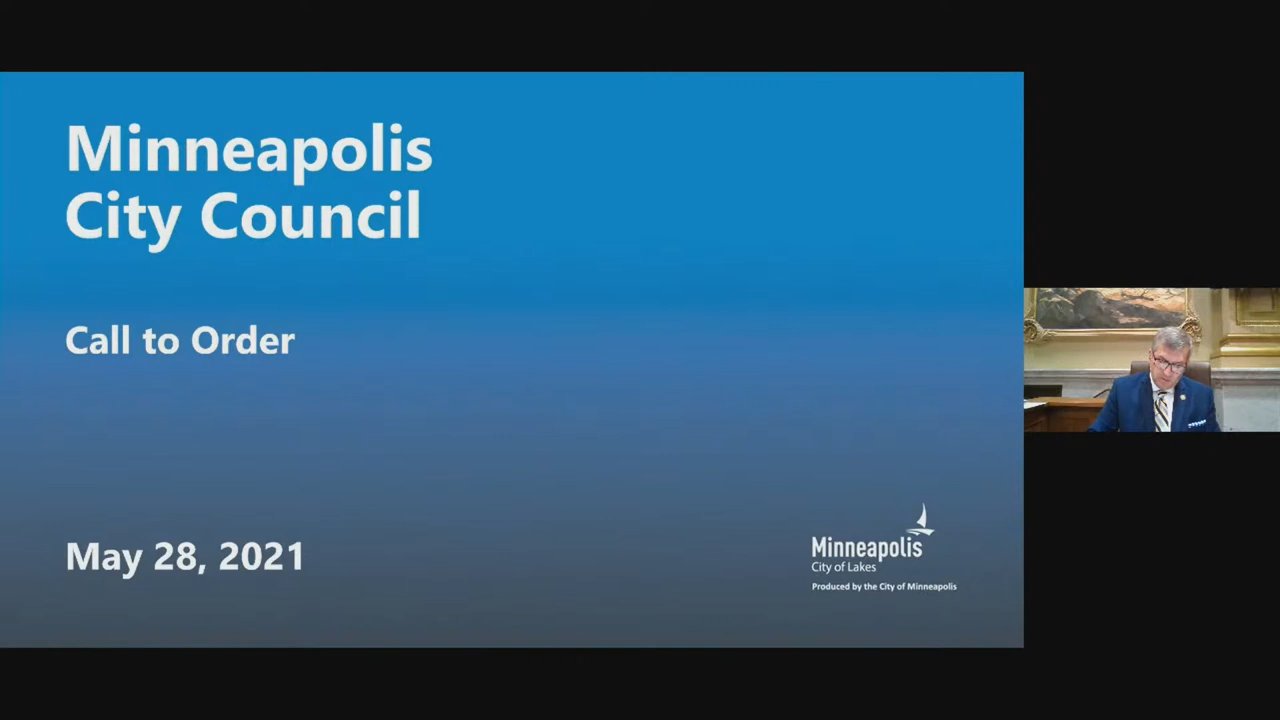 Minneapolis
City Council
Call to Order
May 28, 2021
Minneapolis
City of Lakes
Produced by the City of Minneapolis